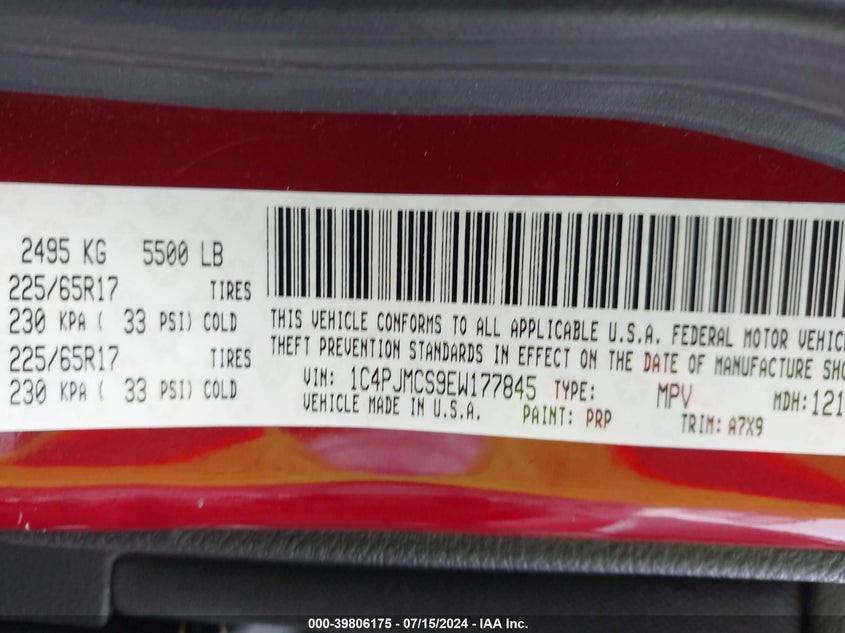 2495 KG 5500 LB
225/65R17 TIRES
230 KPA ( 33 PSI) COLD
225/65R17 TIRES
230 KPA ( 33 PSI) COLD
THIS VEHICLE CONFORMS TO ALL APPLICABLE U.S.A. FEDERAL MOTOR VEHIC
THEFT PREVENTION STANDARDS IN EFFECT ON THE DATE OF MANUFACTURE SHO
VIN: 1C4PJMCS9EW177845 TYPE: MPV MDH: 121
VEHICLE MADE IN U.S.A. PAINT: PRP TRIM: A7X9
000-39806175 - 07/15/2024 - IAA Inc.